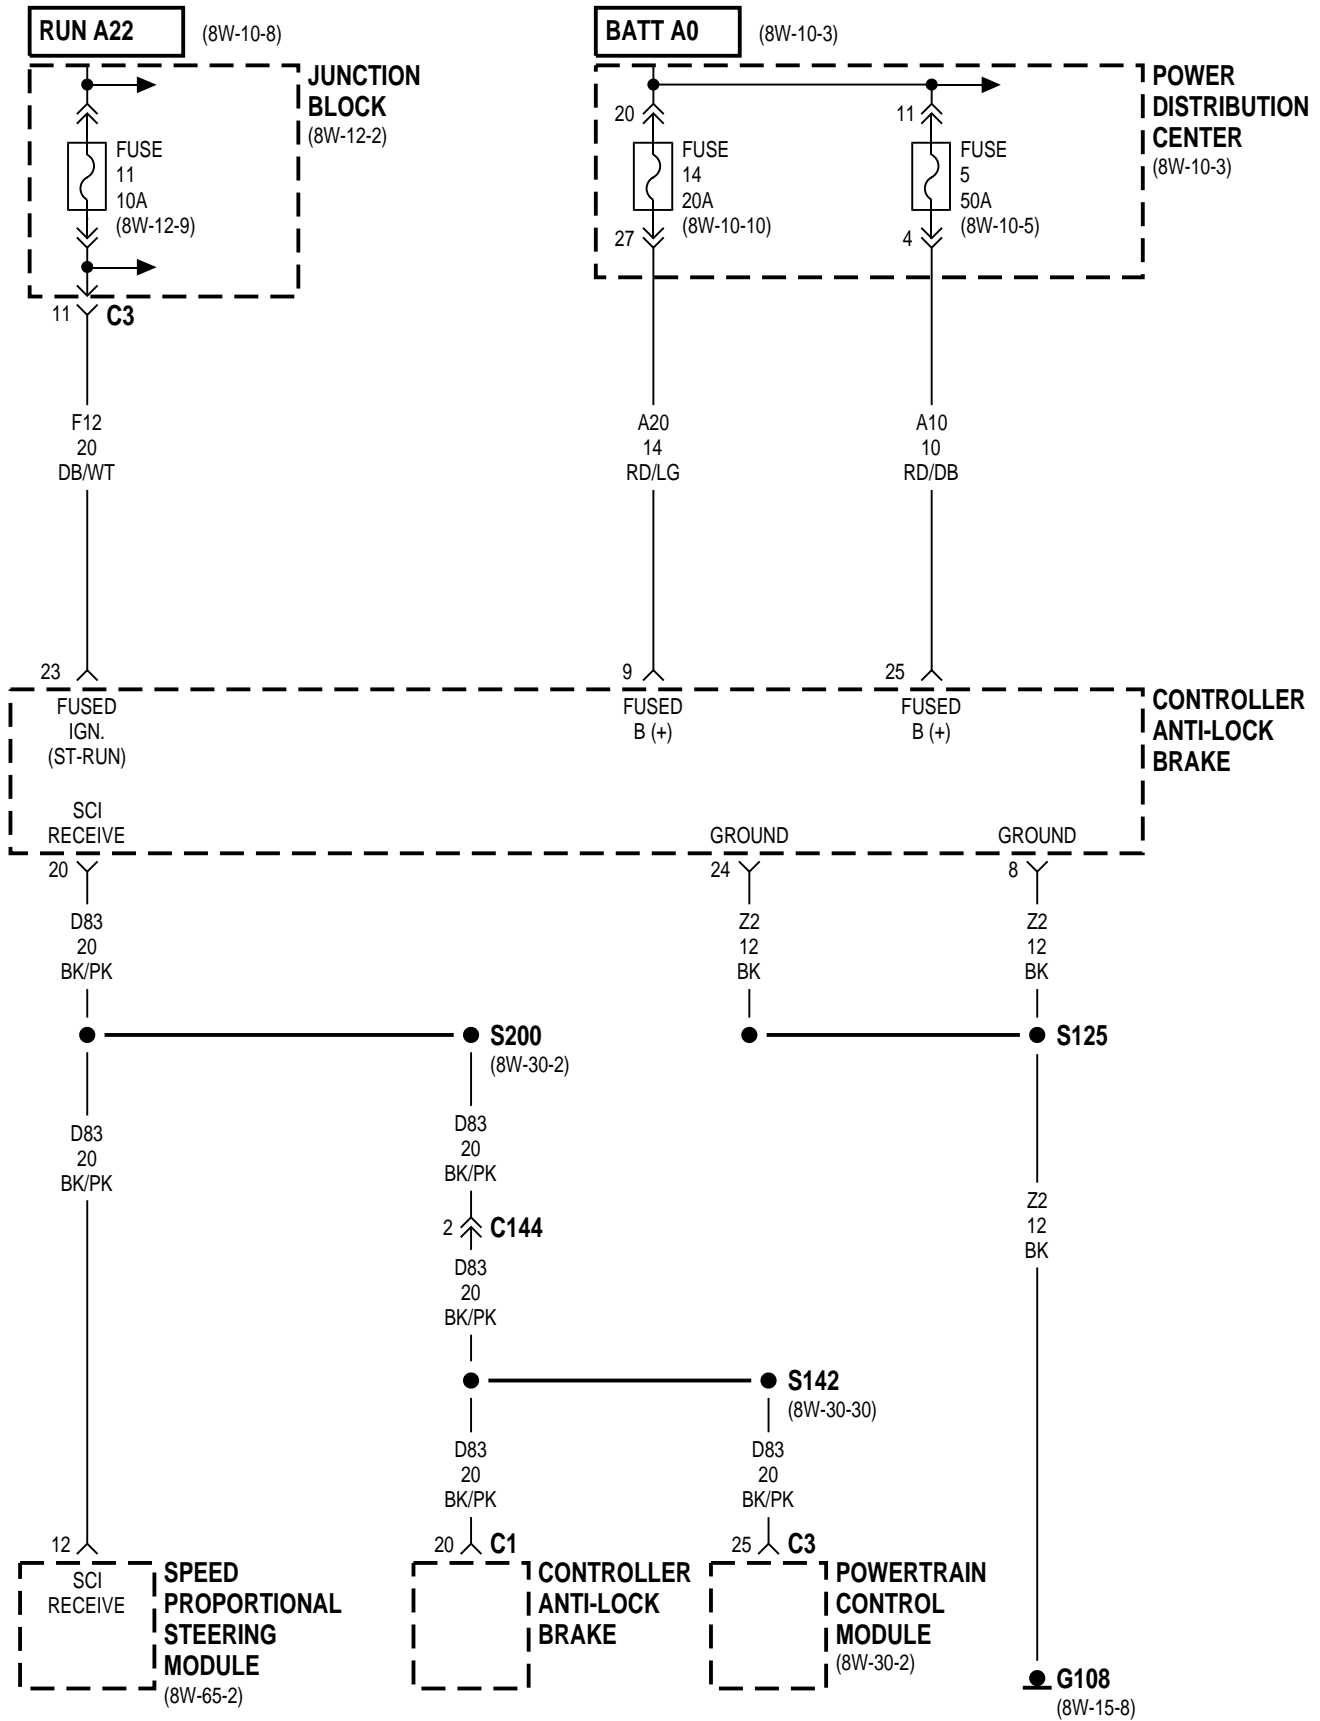 RUN A22
(8W-10-8)
BATT A0
(8W-10-3)
JUNCTION
BLOCK
(8W-12-2)
FUSE
11
10A
(8W-12-9)
11
C3
POWER
DISTRIBUTION
CENTER
(8W-10-3)
20
FUSE
14
20A
(8W-10-10)
27
11
FUSE
5
50A
(8W-10-5)
4
F12
20
DB/WT
A20
14
RD/LG
A10
10
RD/DB
23
9
25
FUSED
IGN.
(ST-RUN)
FUSED
B (+)
FUSED
B (+)
CONTROLLER
ANTI-LOCK
BRAKE
SCI
RECEIVE
GROUND
GROUND
20
24
8
D83
20
BK/PK
Z2
12
BK
Z2
12
BK
S200
(8W-30-2)
S125
D83
20
BK/PK
D83
20
BK/PK
2
C144
D83
20
BK/PK
Z2
12
BK
S142
(8W-30-30)
D83
20
BK/PK
D83
20
BK/PK
12
20
C1
25
C3
SCI
RECEIVE
SPEED
PROPORTIONAL
STEERING
MODULE
(8W-65-2)
CONTROLLER
ANTI-LOCK
BRAKE
POWERTRAIN
CONTROL
MODULE
(8W-30-2)
G108
(8W-15-8)